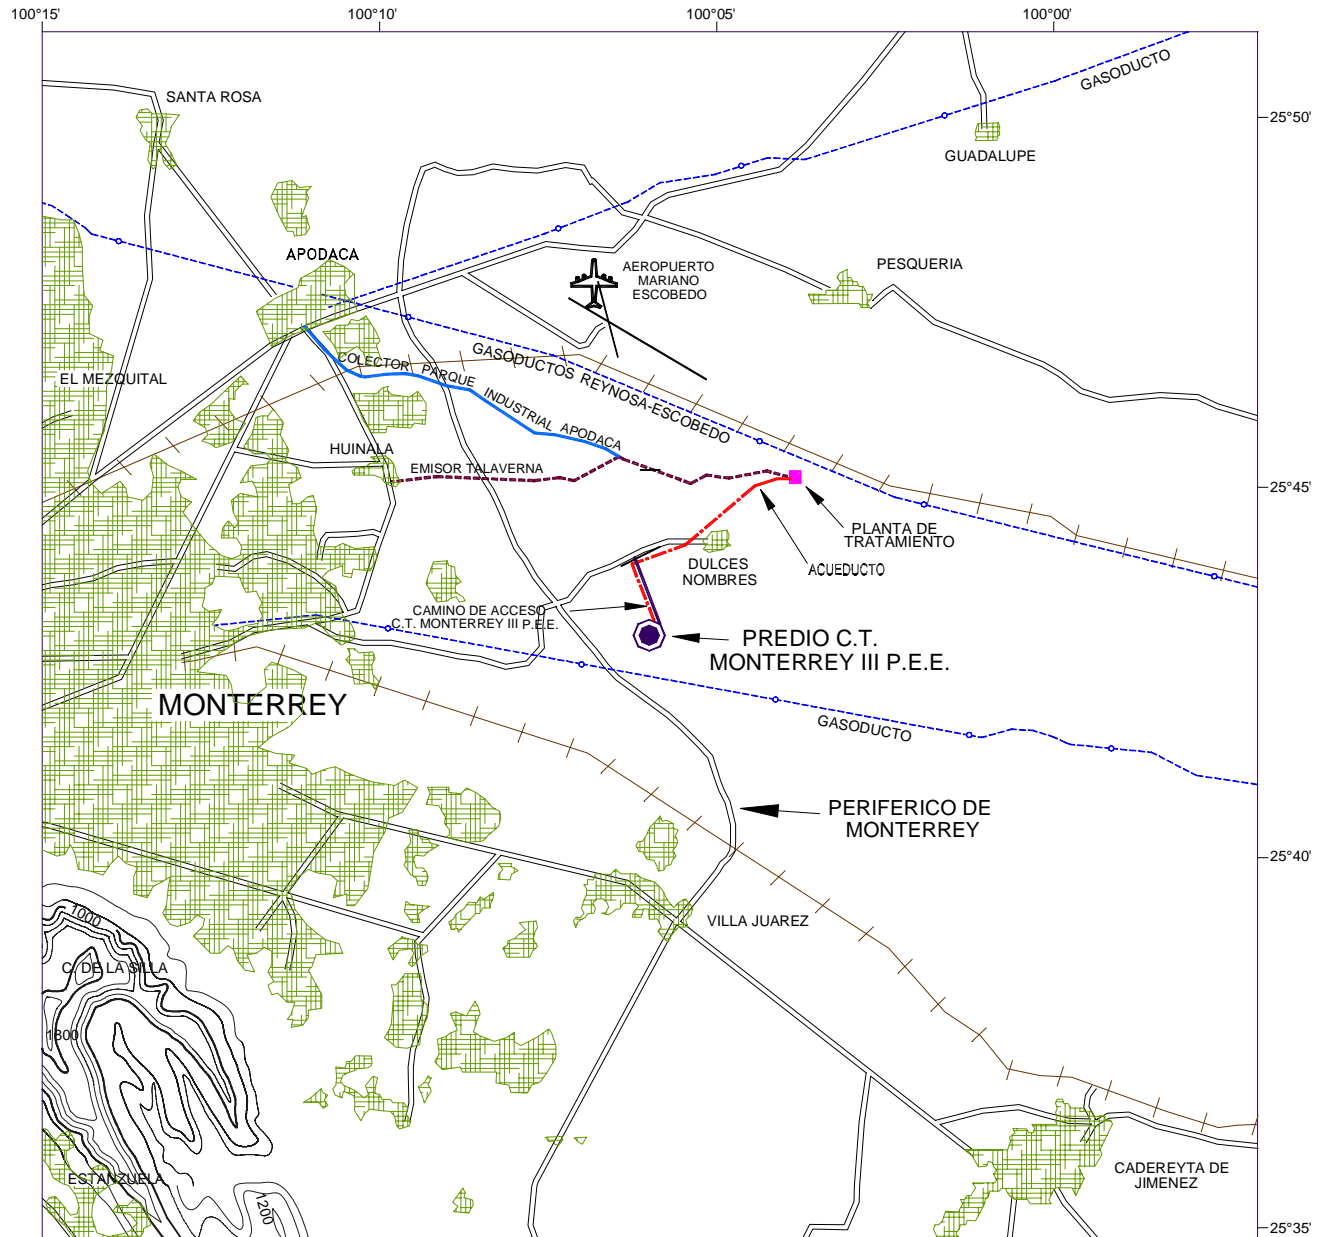 100°15'
100°10'
100°05'
100°00'
GASODUCTO
SANTA ROSA
25°50'
GUADALUPE
APODACA
AEROPUERTO
MARIANO
ESCOBEDO
PESQUERIA
GASODUCTOS REYNOSA-ESCOBEDO
COLECTOR PARQUE INDUSTRIAL APODACA
EL MEZQUITAL
HUINALA
EMISOR TALAVERNA
25°45'
PLANTA DE
TRATAMIENTO
ACUEDUCTO
DULCES
NOMBRES
CAMINO DE ACCESO
C.T. MONTERREY III P.E.E.
PREDIO C.T.
MONTERREY III P.E.E.
MONTERREY
GASODUCTO
PERIFERICO DE
MONTERREY
25°40'
VILLA JUAREZ
1000
C. DE LA SILLA
1800
ESTANZUELA
1200
CADEREYTA DE
JIMENEZ
25°35'